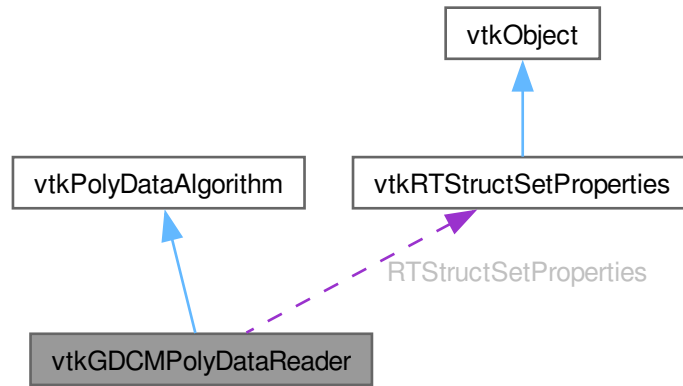 vtkObject
vtkPolyDataAlgorithm
vtkRTStructSetProperties
RTStructSetProperties
vtkGDCMPolyDataReader